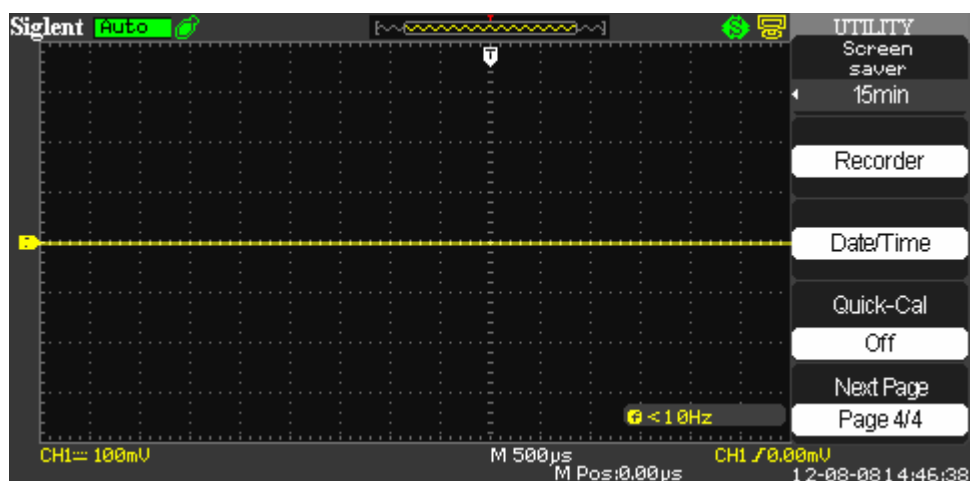 Siglent Auto
T
UTILITY
Screen
saver
15min
Recorder
Date/Time
Quick-Cal
Off
Next Page
Page 4/4
f <10Hz
CH1 100mV
M 500µs
CH1 0.00mV
M Pos:0.00µs
12-08-08 14:46:38